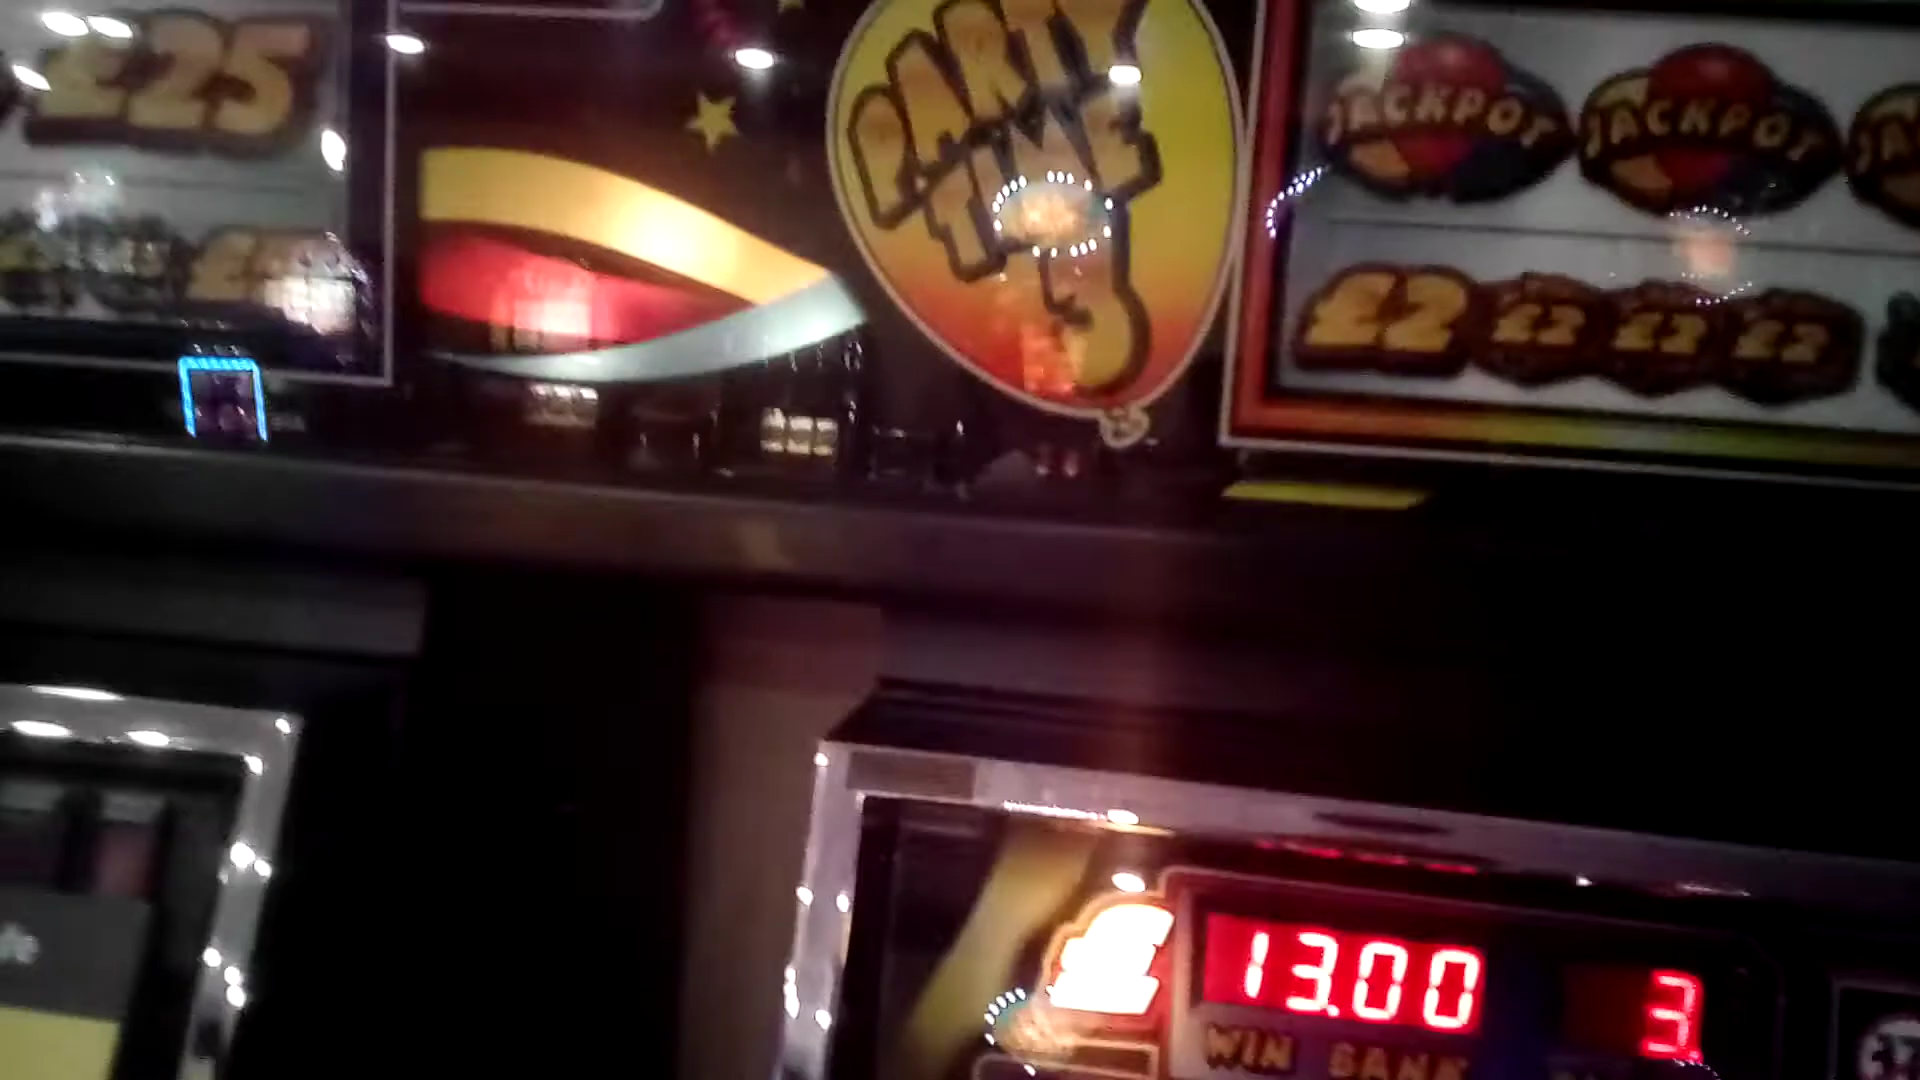 £25
PARTY
TIME
JACKPOT JACKPOT
£2 £2 £2 £2
£ 13.00 3
WIN BANK